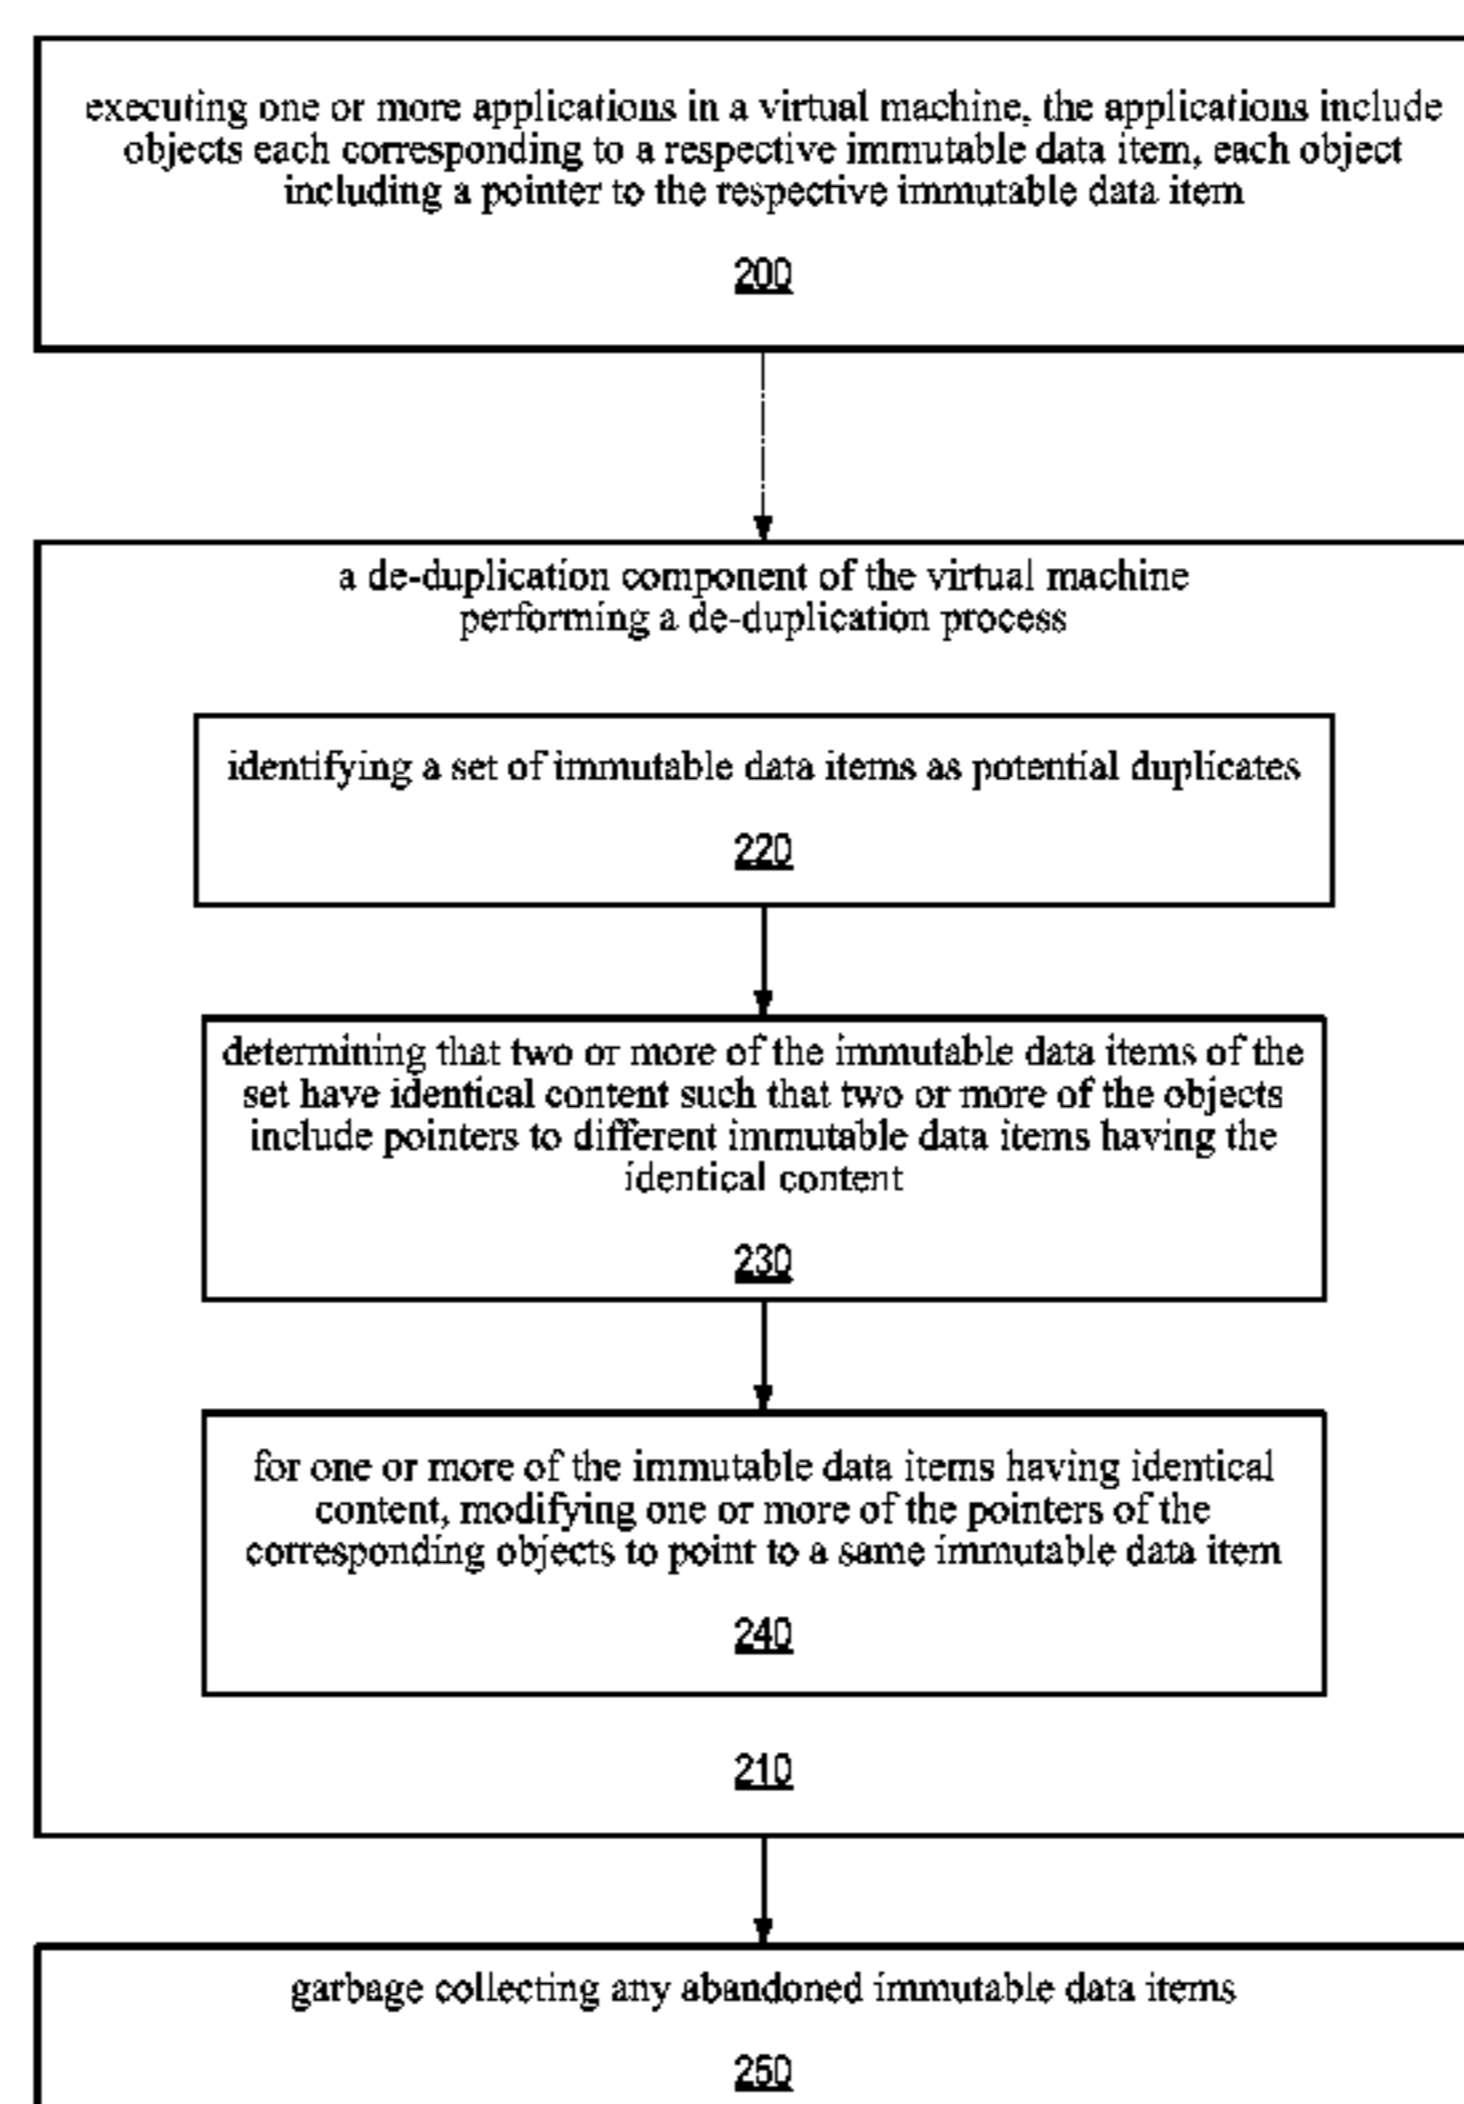 executing one or more applications in a virtual machine, the applications include
objects each corresponding to a respective immutable data item, each object
including a pointer to the respective immutable data item
200
a de-duplication component of the virtual machine
performing a de-duplication process
identifying a set of immutable data items as potential duplicates
220
determining that two or more of the immutable data items of the
set have identical content such that two or more of the objects
include pointers to different immutable data items having the
identical content
230
for one or more of the immutable data items having identical
content, modifying one or more of the pointers of the
corresponding objects to point to a same immutable data item
240
210
garbage collecting any abandoned immutable data items
250